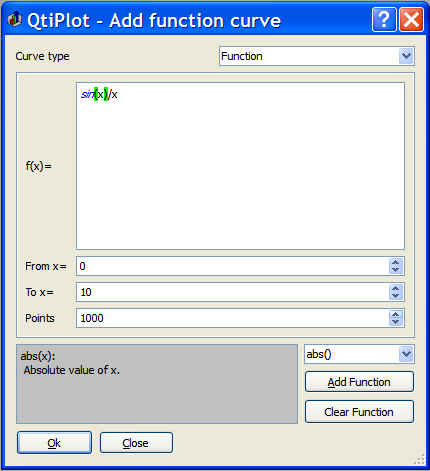 QtiPlot - Add function curve
Curve type Function
f(x)= sin(x)/x
From x= 0
To x= 10
Points 1000
abs(x):
Absolute value of x.
abs()
Add Function
Clear Function
Ok Close